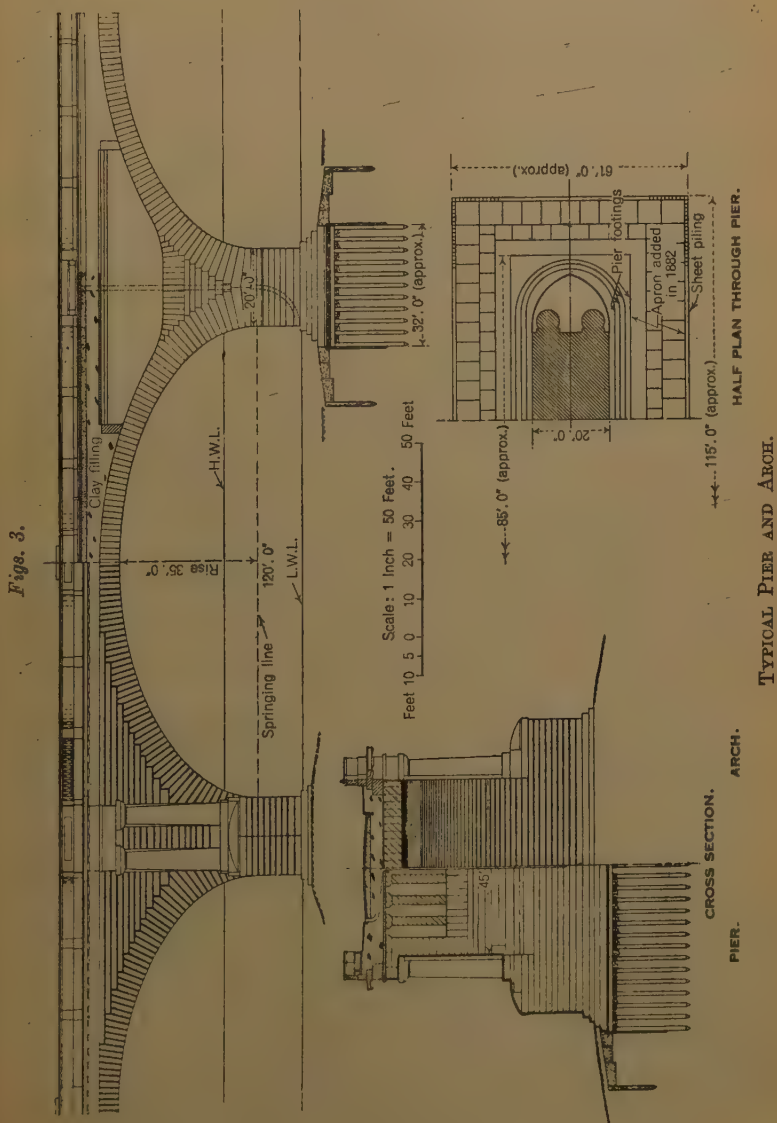 Figs. 3.
Clay filling
H.W.L.
Rise 35'. 0"
Springing line 120'. 0"
L.W.L.
20'. 0"
32'. 0" (approx.)
Scale: 1 Inch = 50 Feet.
Feet 10 5 0 10 20 30 40 50 Feet
45'
PIER.
CROSS SECTION.
ARCH.
85'. 0" (approx.)
20'. 0"
61'. 0" (approx.)
Pier footings
Apron added
in 1882
Sheet piling
115'. 0" (approx.)
HALF PLAN THROUGH PIER.
TYPICAL PIER AND ARCH.